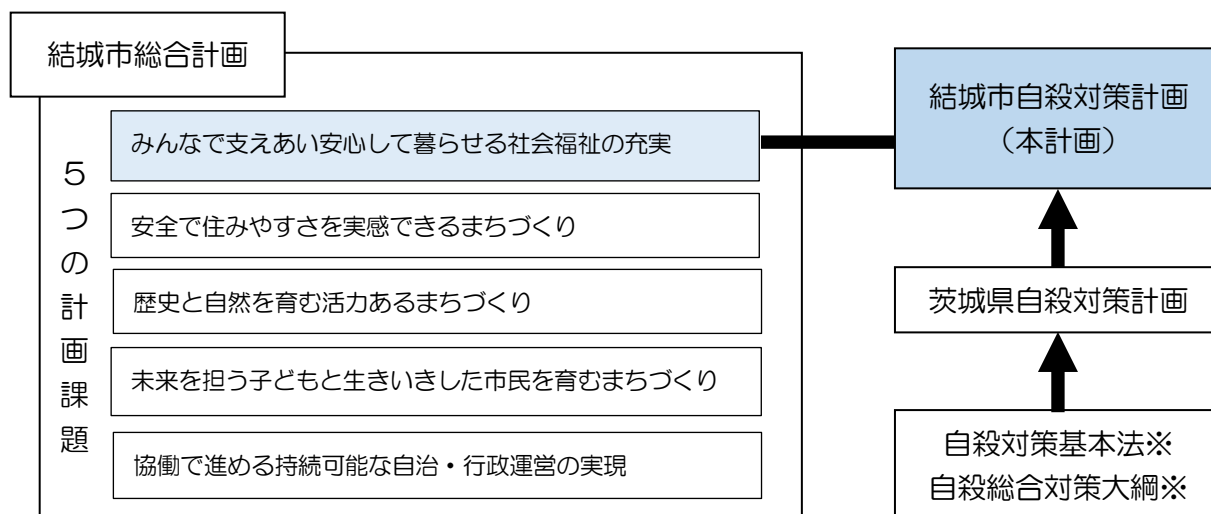 結城市総合計画
5つの計画課題
みんなで支えあい安心して暮らせる社会福祉の充実
安全で住みやすさを実感できるまちづくり
歴史と自然を育む活力あるまちづくり
未来を担う子どもと生きいきした市民を育むまちづくり
協働で進める持続可能な自治・行政運営の実現
結城市自殺対策計画
（本計画）
茨城県自殺対策計画
自殺対策基本法※
自殺総合対策大綱※